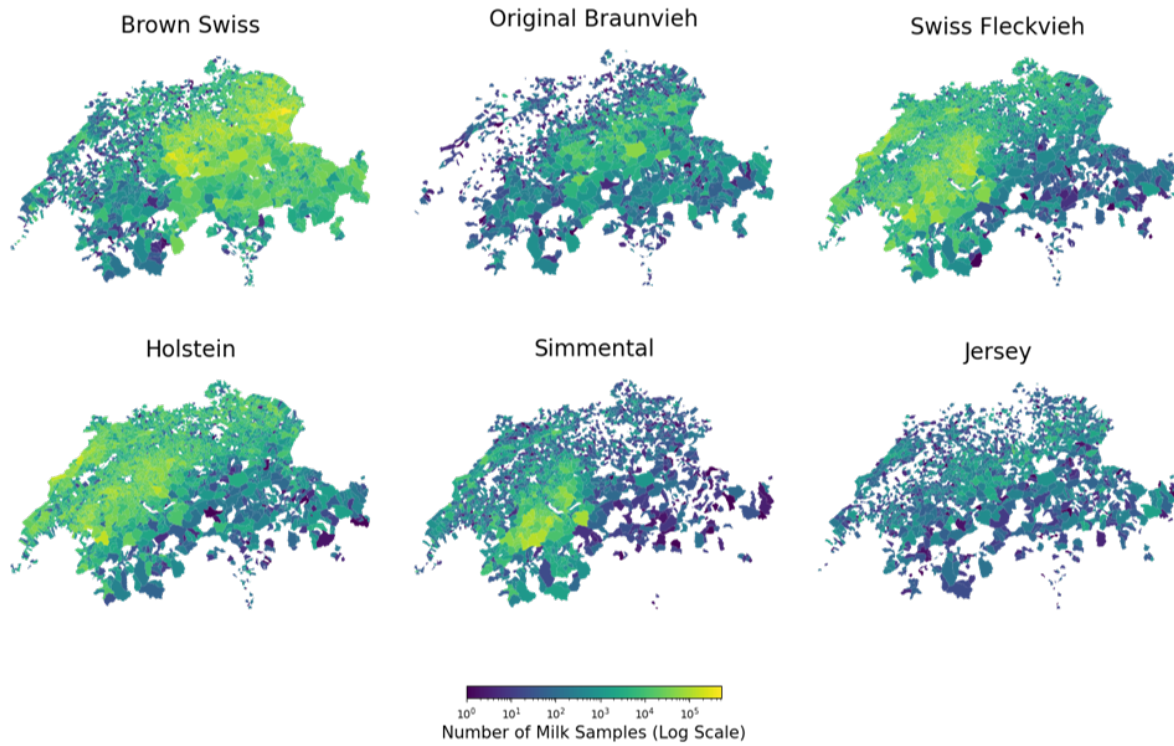 Brown Swiss
Original Braunvieh
Swiss Fleckvieh
Holstein
Simmental
Jersey
10⁰ 10¹ 10² 10³ 10⁴ 10⁵
Number of Milk Samples (Log Scale)